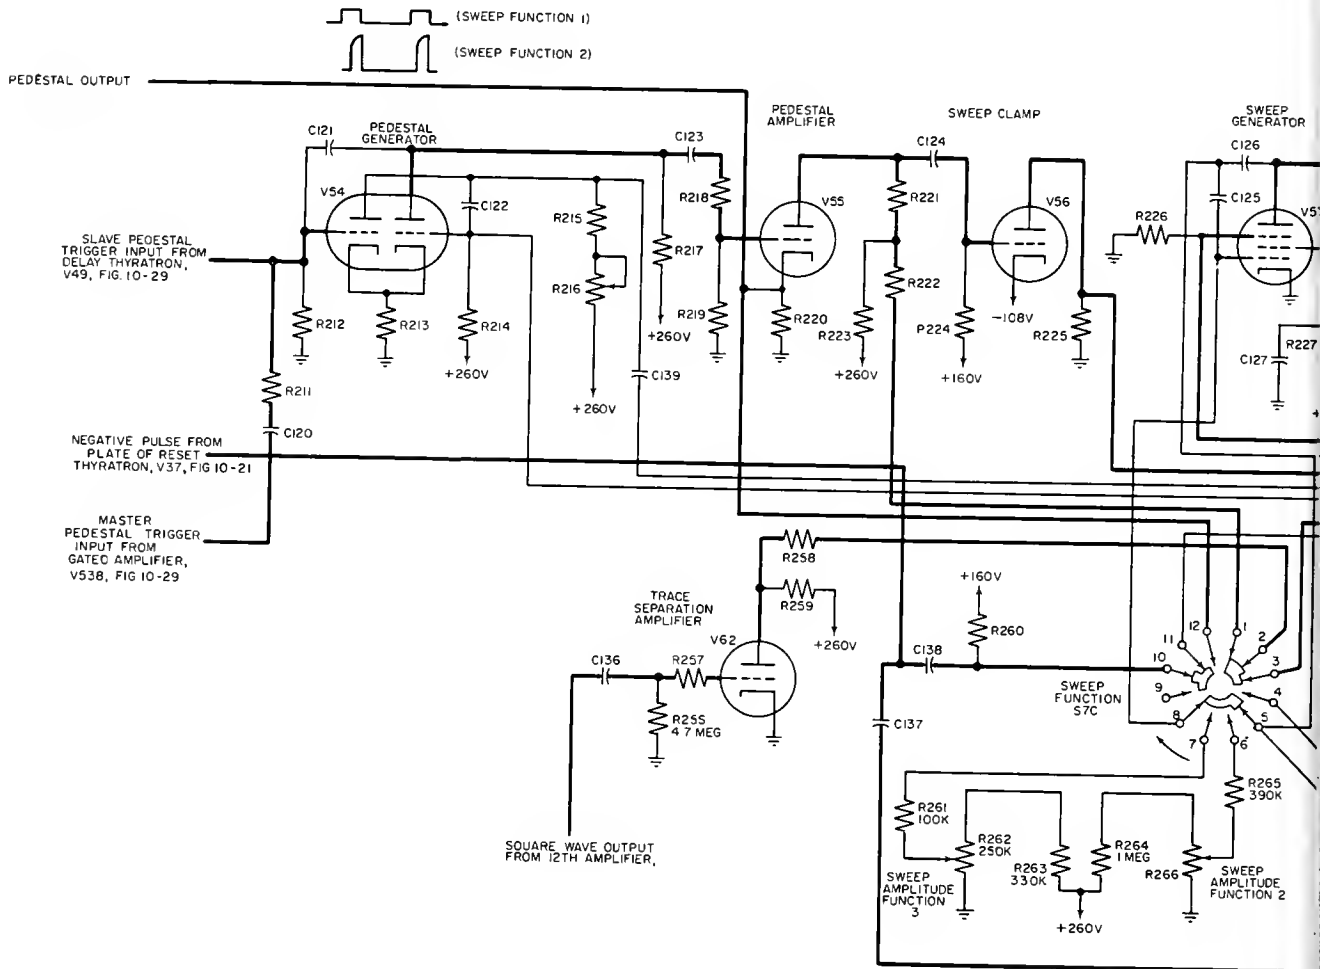 (SWEEP FUNCTION 1)
(SWEEP FUNCTION 2)
PEDESTAL OUTPUT
PEDESTAL
GENERATOR
PEDESTAL
AMPLIFIER
SWEEP CLAMP
SWEEP
GENERATOR
C121
C123
C124
C126
V54
C122
R215
R218
V55
R221
V56
C125
R226
SLAVE PEDESTAL
TRIGGER INPUT FROM
DELAY THYRATRON,
V49, FIG. 10-29
R217
R216
R222
R212
R213
R214
R219
R220
R223
P224
-108V
R225
C127
R227
+260V
+260V
+260V
+260V
+160V
C139
R211
C120
NEGATIVE PULSE FROM
PLATE OF RESET
THYRATRON, V37, FIG 10-21
MASTER
PEDESTAL TRIGGER
INPUT FROM
GATED AMPLIFIER,
V538, FIG 10-29
R258
+160V
R259
TRACE
SEPARATION
AMPLIFIER
V62
+260V
R260
C136
R257
C138
R255
4.7 MEG
C137
SWEEP
FUNCTION
S7C
12
1
2
3
4
5
6
7
8
9
10
11
R261
100K
R265
390K
R262
250K
R263
330K
R264
1 MEG
R266
SWEEP
AMPLITUDE
FUNCTION
3
SWEEP
AMPLITUDE
FUNCTION 2
+260V
SQUARE WAVE OUTPUT
FROM 12TH AMPLIFIER,